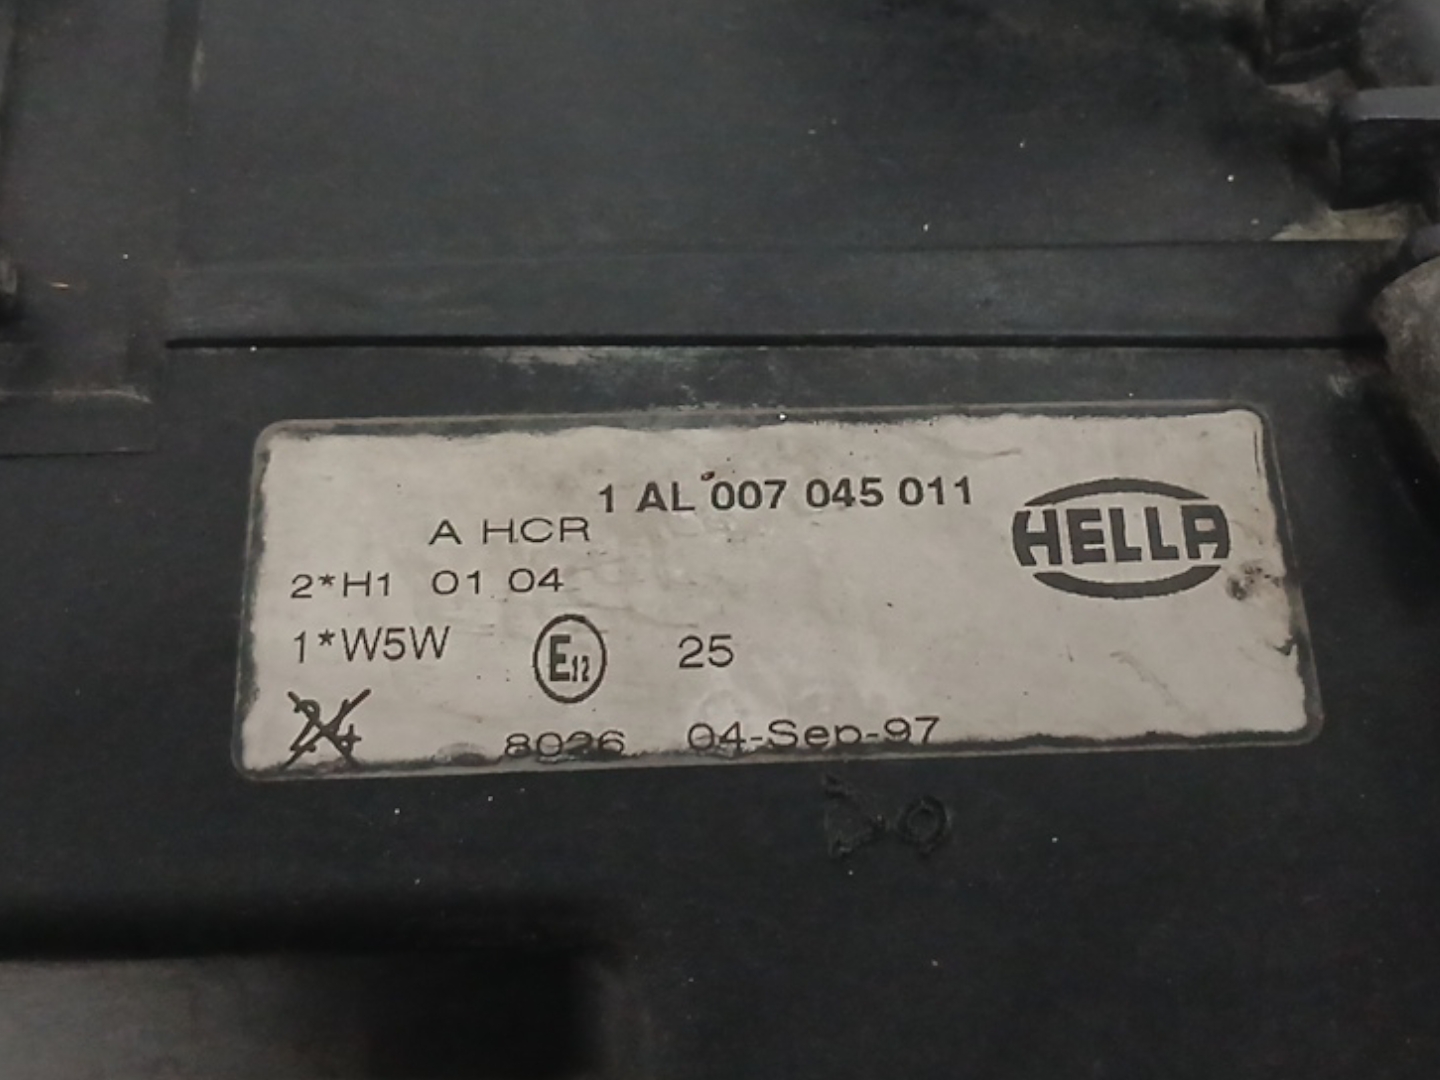 1 AL 007 045 011
HELLA
A HCR
2*H1 01 04
1*W5W
E12
25
24
8026 04-Sep-97